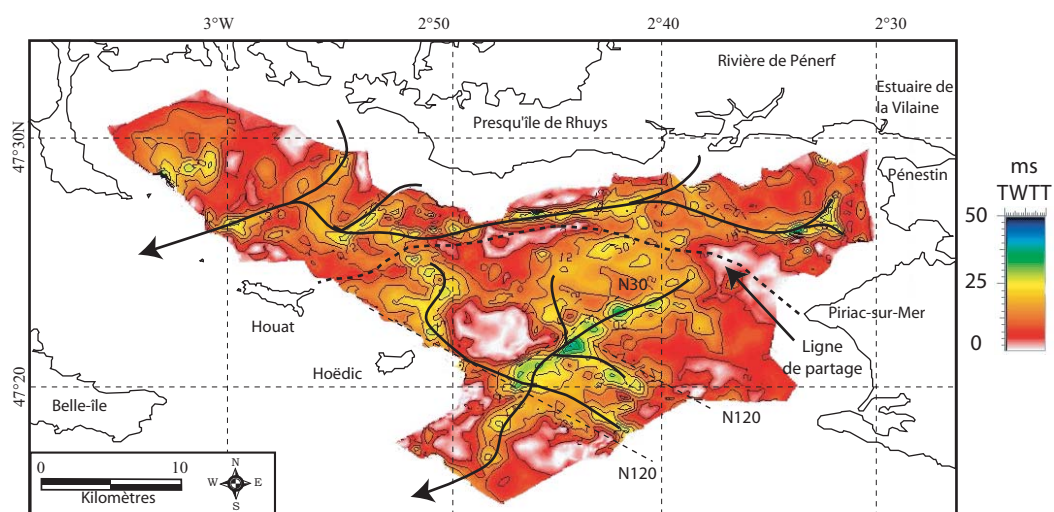 3°W
2°50
2°40
2°30
Rivière de Pénerf
Estuaire de
la Vilaine
Presqu'île de Rhuys
47°30N
Pénestin
ms
TWTT
50
25
0
N30
Houat
Piriac-sur-Mer
Ligne
de partage
Hoëdic
47°20
Belle-île
N120
N120
0
10
Kilomètres
N
W
E
S